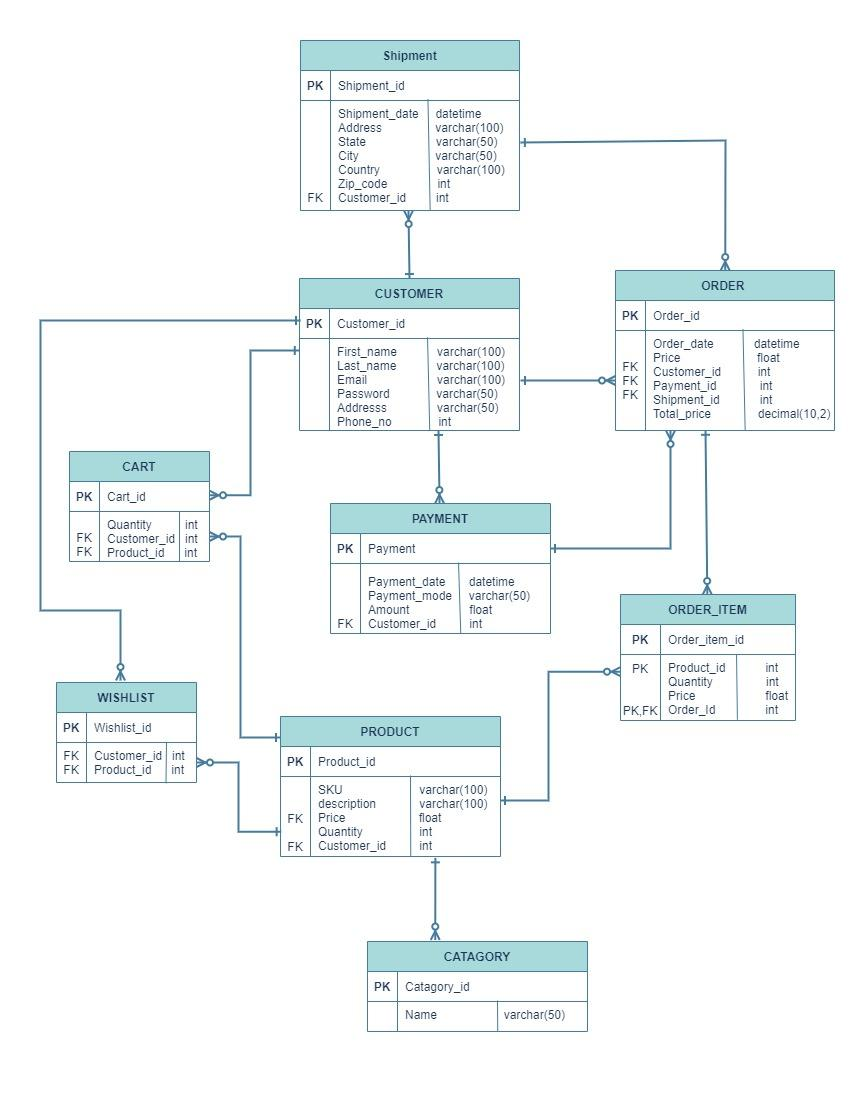 Shipment
PK Shipment_id
Shipment_date datetime
Address varchar(100)
State varchar(50)
City varchar(50)
Country varchar(100)
Zip_code int
FK Customer_id int
CUSTOMER
PK Customer_id
First_name varchar(100)
Last_name varchar(100)
Email varchar(100)
Password varchar(50)
Addresss varchar(50)
Phone_no int
ORDER
PK Order_id
Order_date datetime
Price float
FK Customer_id int
FK Payment_id int
FK Shipment_id int
Total_price decimal(10,2)
CART
PK Cart_id
Quantity int
FK Customer_id int
FK Product_id int
PAYMENT
PK Payment
Payment_date datetime
Payment_mode varchar(50)
Amount float
FK Customer_id int
ORDER_ITEM
PK Order_item_id
PK Product_id int
Quantity int
Price float
PK,FK Order_Id int
WISHLIST
PK Wishlist_id
FK Customer_id int
FK Product_id int
PRODUCT
PK Product_id
SKU varchar(100)
description varchar(100)
FK Price float
Quantity int
FK Customer_id int
CATAGORY
PK Catagory_id
Name varchar(50)